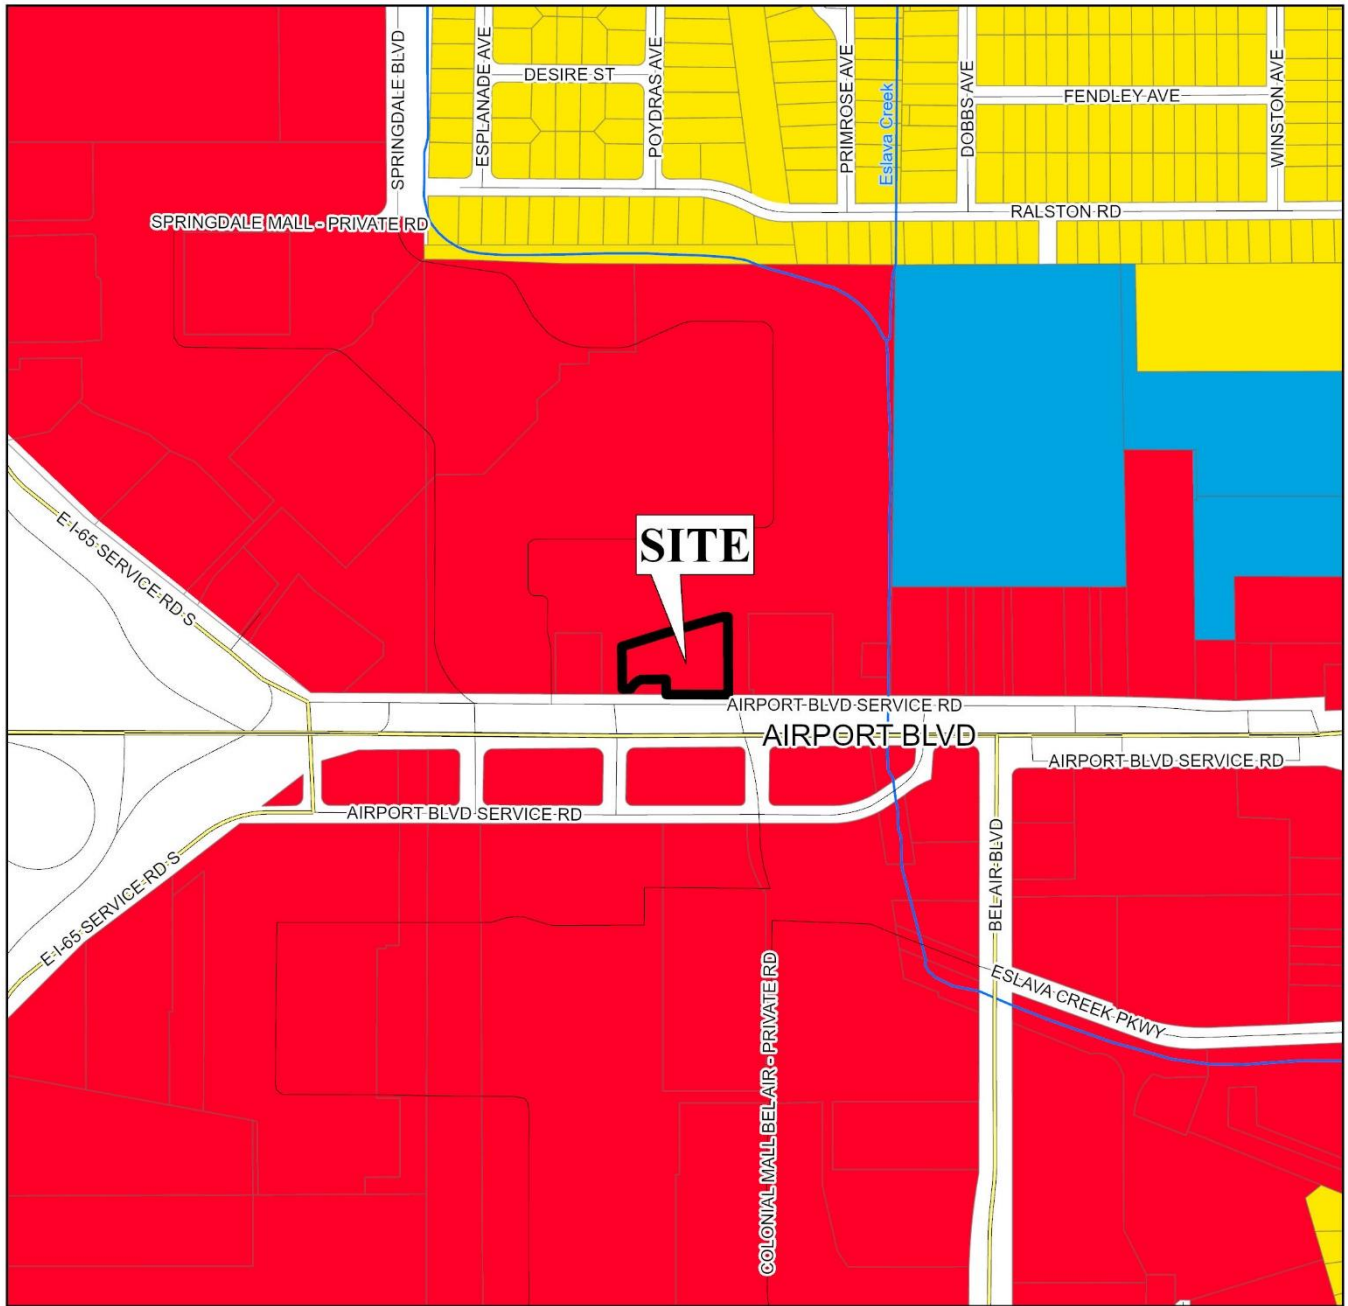 SPRINGDALE BLVD
ESPLANADE AVE
DESIRE ST
POYDRAS AVE
PRIMROSE AVE
Eslava Creek
DOBBS AVE
FENDLEY AVE
WINSTON AVE
SPRINGDALE MALL - PRIVATE RD
RALSTON RD
E I-65 SERVICE RD S
SITE
AIRPORT BLVD SERVICE RD
AIRPORT BLVD
AIRPORT BLVD SERVICE RD
AIRPORT BLVD SERVICE RD
E I-65 SERVICE RD S
BEL AIR BLVD
COLONIAL MALL BEL AIR - PRIVATE RD
ESLAVA CREEK PKWY